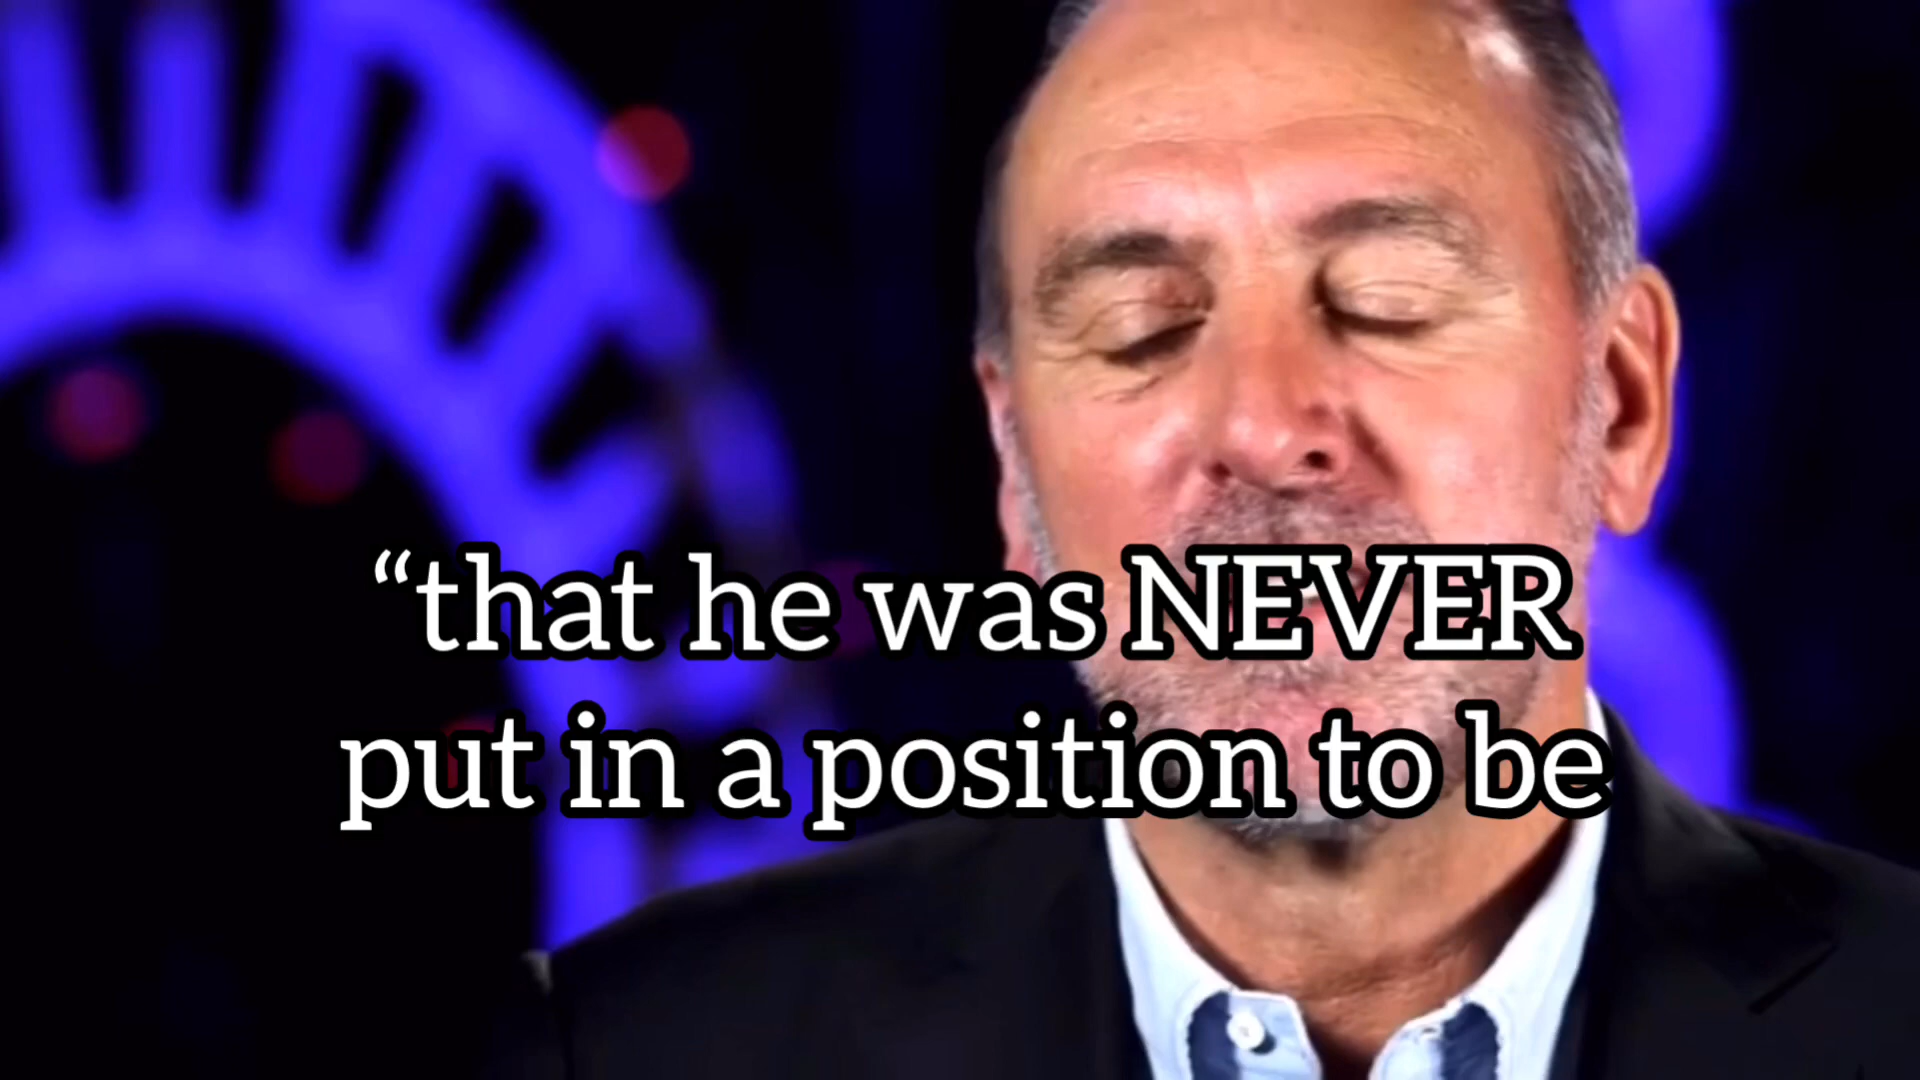 “that he was NEVER
put in a position to be